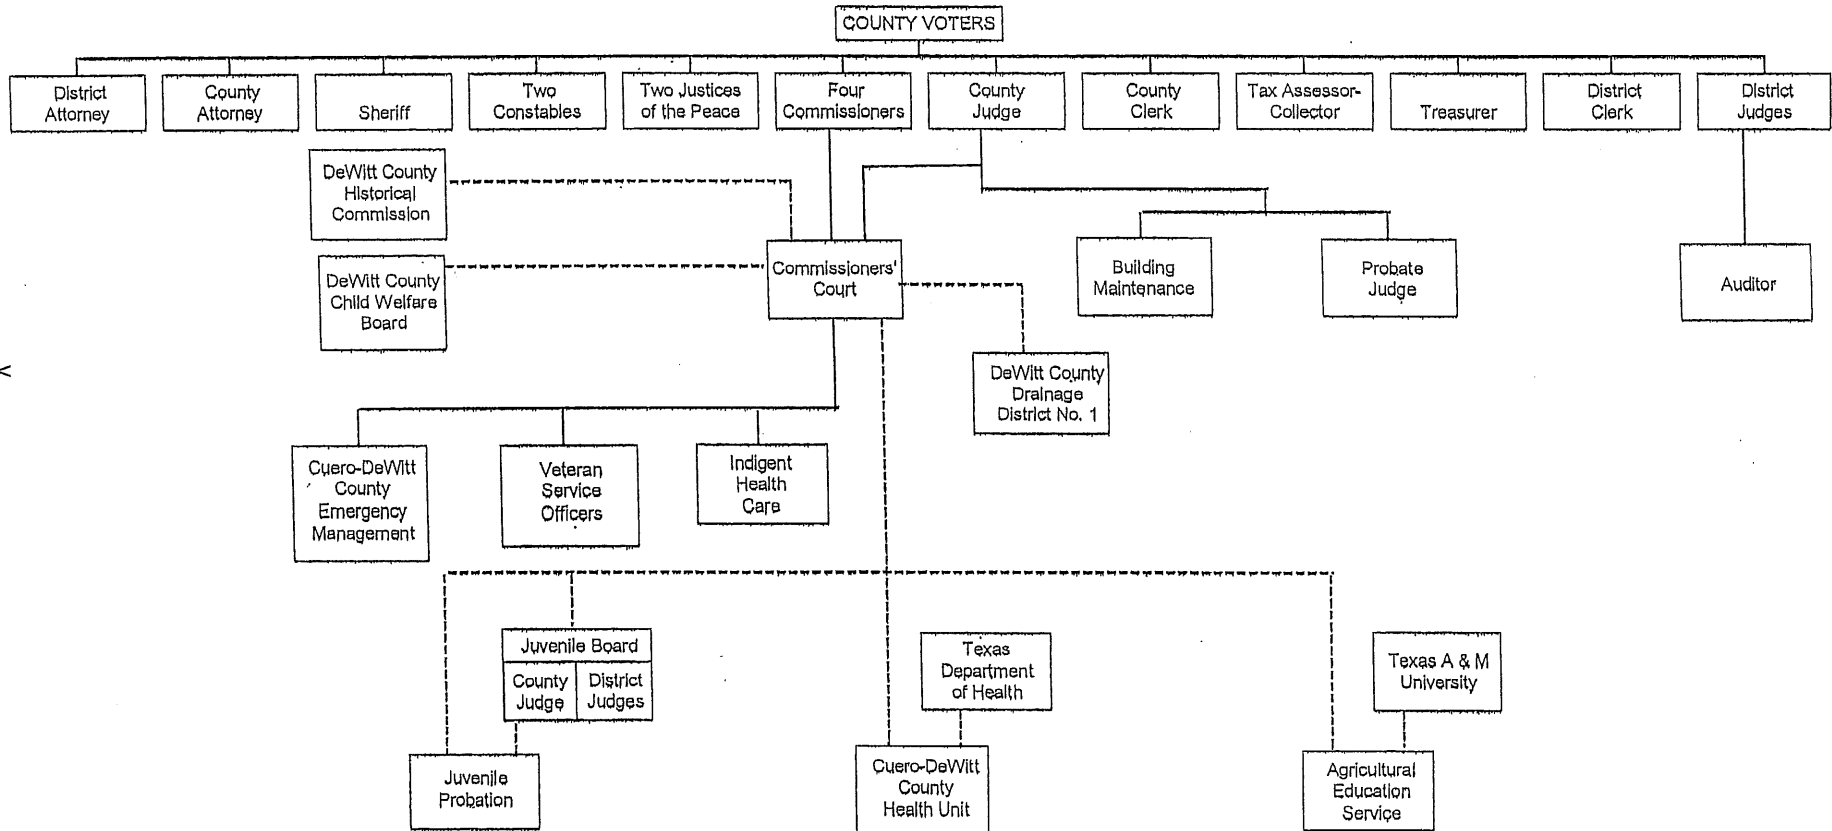 COUNTY VOTERS
District
Attorney
County
Attorney
Sheriff
Two
Constables
Two Justices
of the Peace
Four
Commissioners
County
Judge
County
Clerk
Tax Assessor-
Collector
Treasurer
District
Clerk
District
Judges
DeWitt County
Historical
Commission
DeWitt County
Child Welfare
Board
Commissioners'
Court
Building
Maintenance
Probate
Judge
Auditor
<
DeWitt County
Drainage
District No. 1
Cuero-DeWitt
County
Emergency
Management
Veteran
Service
Officers
Indigent
Health
Care
Juvenile Board
County
Judge
District
Judges
Texas
Department
of Health
Texas A & M
University
Juvenile
Probation
Cuero-DeWitt
County
Health Unit
Agricultural
Education
Service